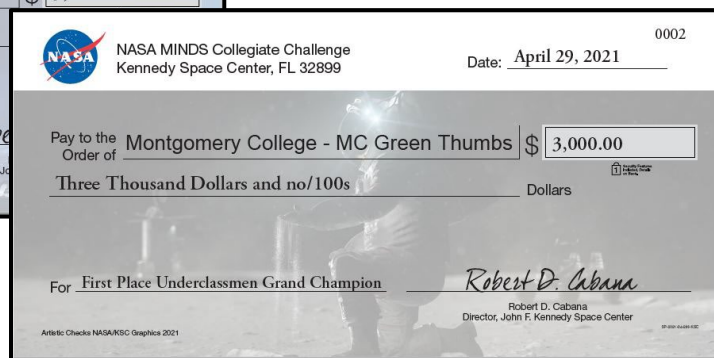 $
0002
NASA
NASA MINDS Collegiate Challenge
Kennedy Space Center, FL 32899
Date: April 29, 2021
Pay to the
Order of
Montgomery College - MC Green Thumbs $ 3,000.00
Three Thousand Dollars and no/100s
Dollars
For First Place Underclassmen Grand Champion
Robert D. Cabana
Robert D. Cabana
Director, John F. Kennedy Space Center
Artistic Checks NASA/KSC Graphics 2021